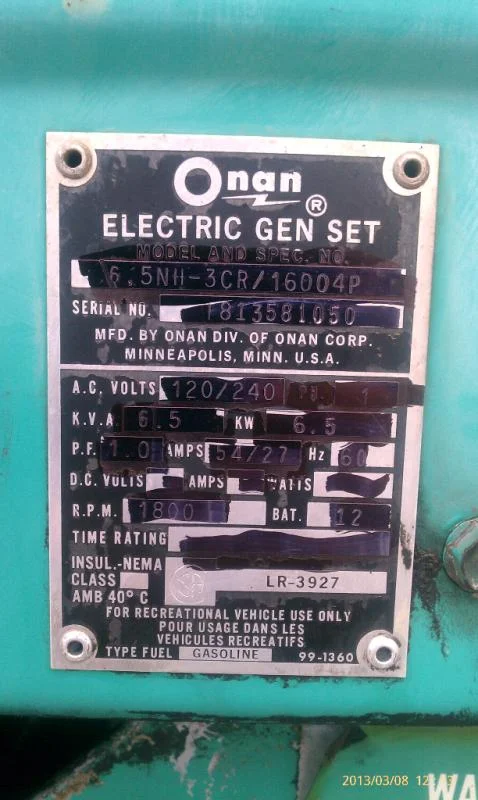 Onan ®
ELECTRIC GEN SET
MODEL AND SPEC. NO.
6.5NH-3CR/16004P
SERIAL NO. 1813581050
MFD. BY ONAN DIV. OF ONAN CORP.
MINNEAPOLIS, MINN. U.S.A.
A.C. VOLTS 120/240 PH. 1
K.V.A. 6.5 KW 6.5
P.F. 1.0 AMPS 54/27 Hz 60
D.C. VOLTS AMPS WATTS
R.P.M. 1800 BAT. 12
TIME RATING
INSUL.-NEMA
CLASS
AMB 40° C
LR-3927
FOR RECREATIONAL VEHICLE USE ONLY
POUR USAGE DANS LES
VEHICULES RECREATIFS
TYPE FUEL GASOLINE 99-1360
WA
2013/03/08